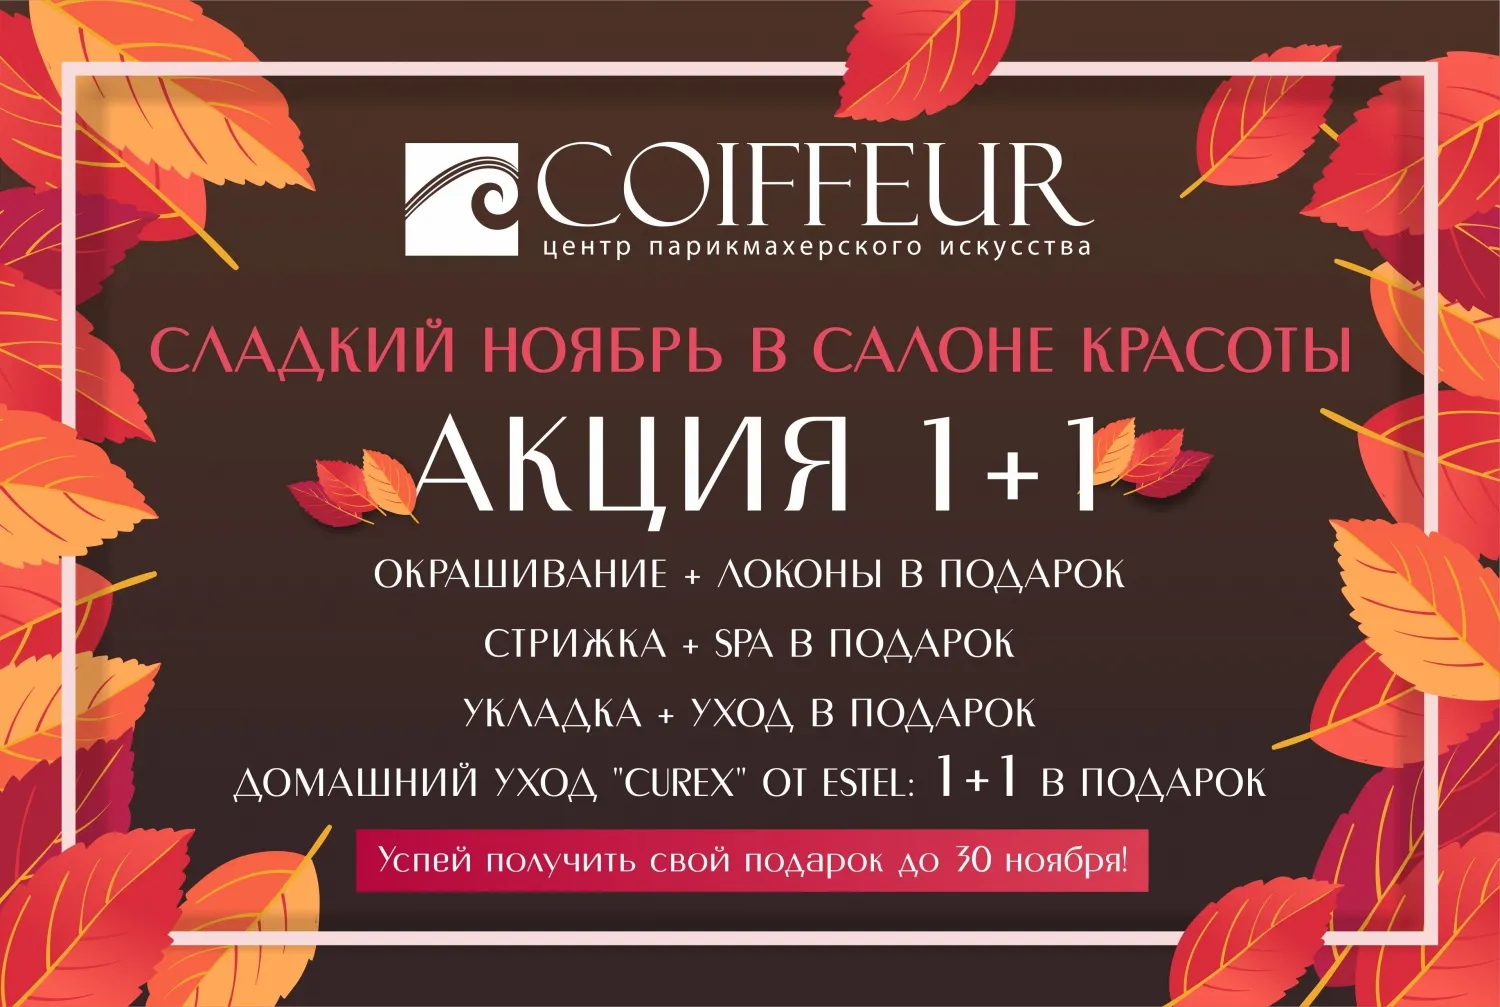 COIFFEUR
центр парикмахерского искусства
СЛАДКИЙ НОЯБРЬ В САЛОНЕ КРАСОТЫ
АКЦИЯ 1+1
ОКРАШИВАНИЕ + ЛОКОНЫ В ПОДАРОК
СТРИЖКА + SPA В ПОДАРОК
УКЛАДКА + УХОД В ПОДАРОК
ДОМАШНИЙ УХОД "CUREX" ОТ ESTEL: 1+1 В ПОДАРОК
Успей получить свой подарок до 30 ноября!